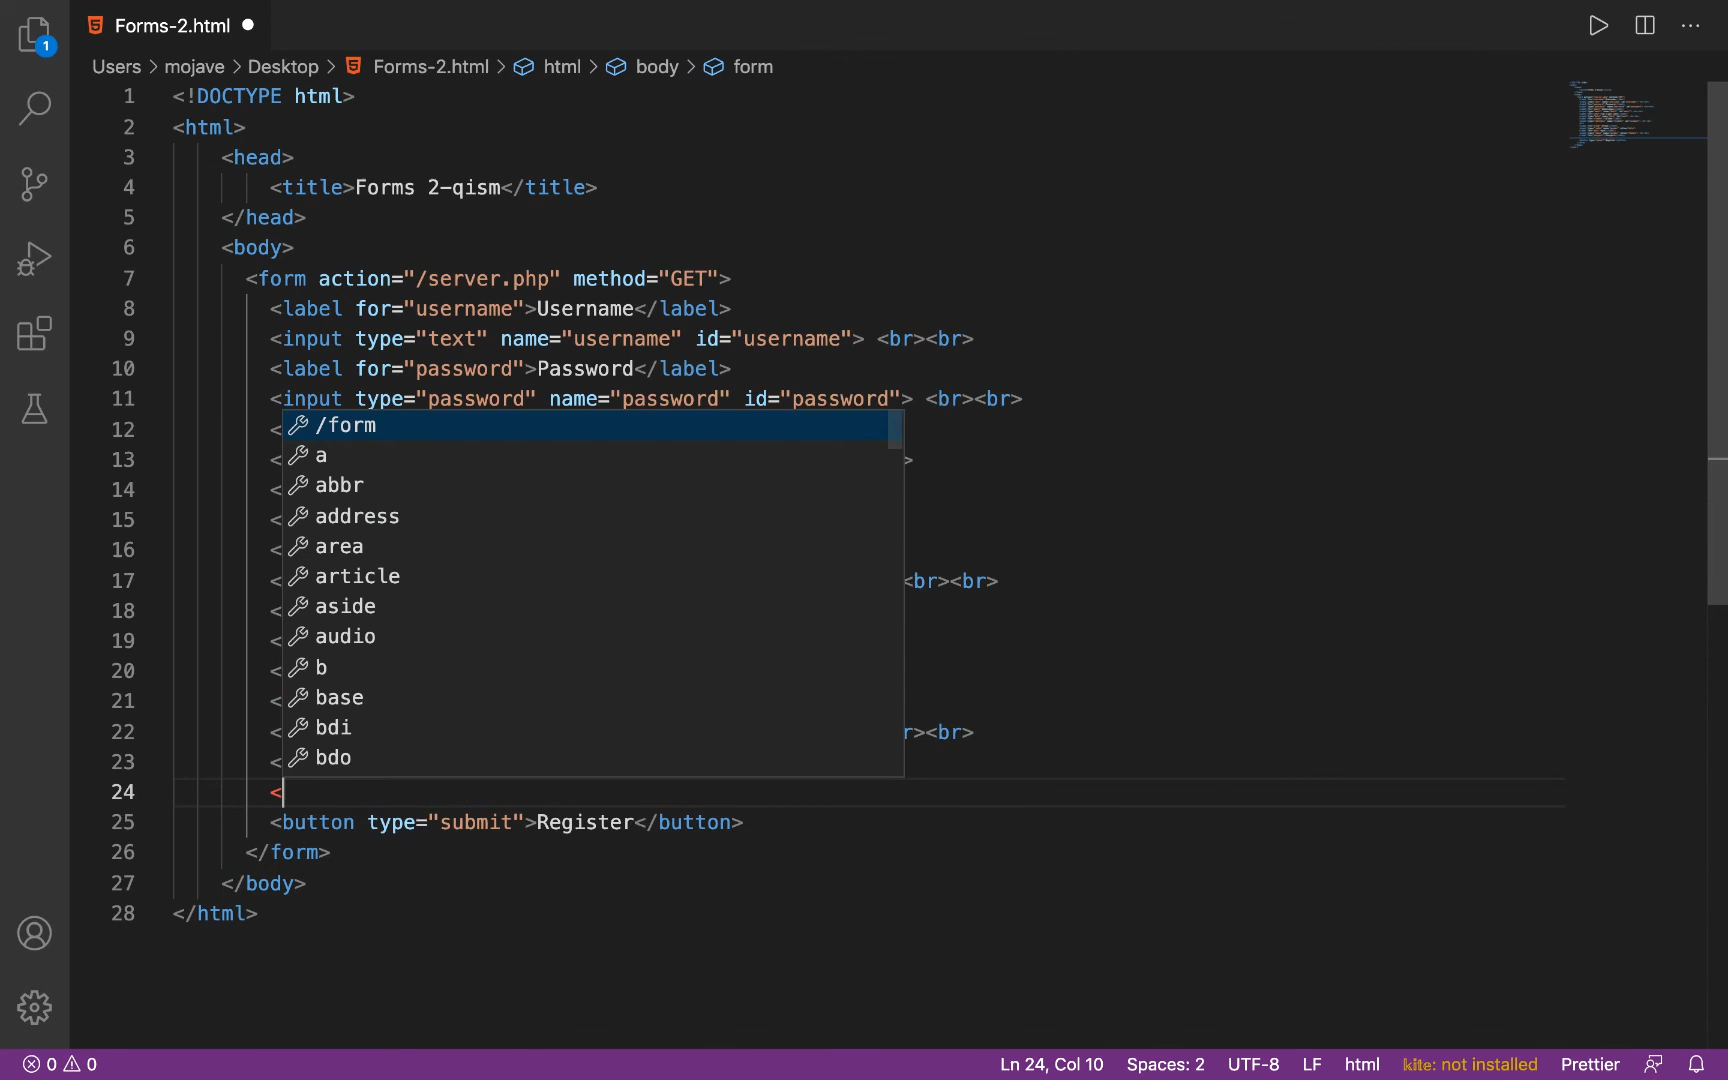 Forms-2.html
1
Users > mojave > Desktop > Forms-2.html > html > body > form
1 <!DOCTYPE html>
2 <html>
3 <head>
4 <title>Forms 2-qism</title>
5 </head>
6 <body>
7 <form action="/server.php" method="GET">
8 <label for="username">Username</label>
9 <input type="text" name="username" id="username"> <br><br>
10 <label for="password">Password</label>
11 <input type="password" name="password" id="password"> <br><br>
12 < /form
13 < a >
14 < abbr
15 < address
16 < area
17 < article <br><br>
18 < aside
19 < audio
20 < b
21 < base
22 < bdi r><br>
23 < bdo
24 <
25 <button type="submit">Register</button>
26 </form>
27 </body>
28 </html>
0 0 Ln 24, Col 10 Spaces: 2 UTF-8 LF html kite: not installed Prettier